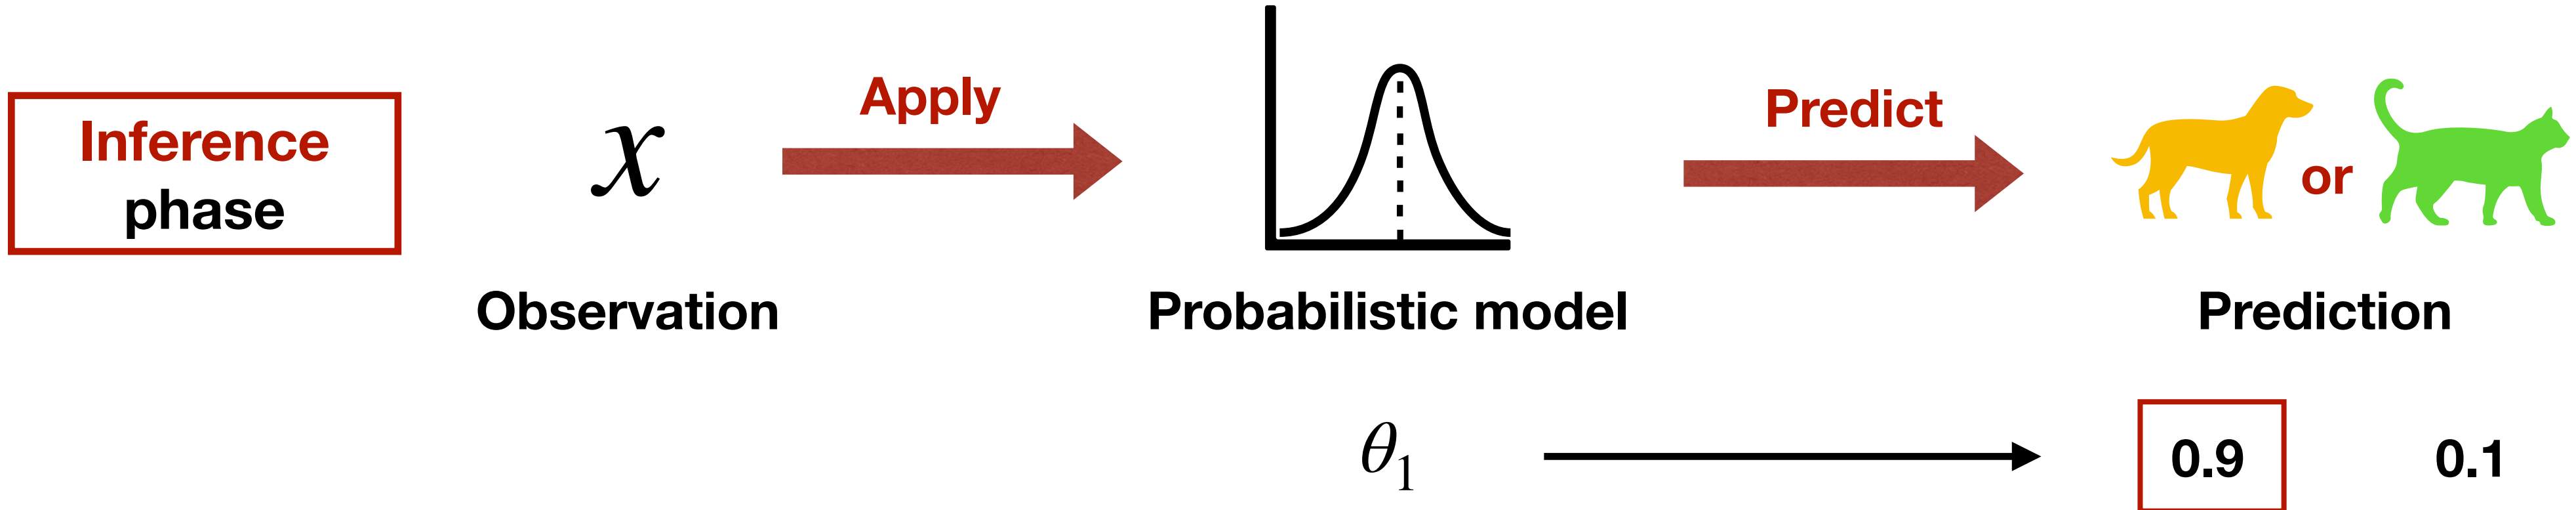 Inference
phase
x
Apply
Predict
or
Observation
Probabilistic model
Prediction
θ₁
0.9
0.1